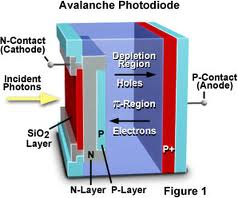 Avalanche Photodiode
N-Contact
(Cathode)
Depletion
Region
P-Contact
(Anode)
Incident
Photons
Holes
π-Region
Electrons
SiO2
Layer
P
N
P+
N-Layer
P-Layer
Figure 1